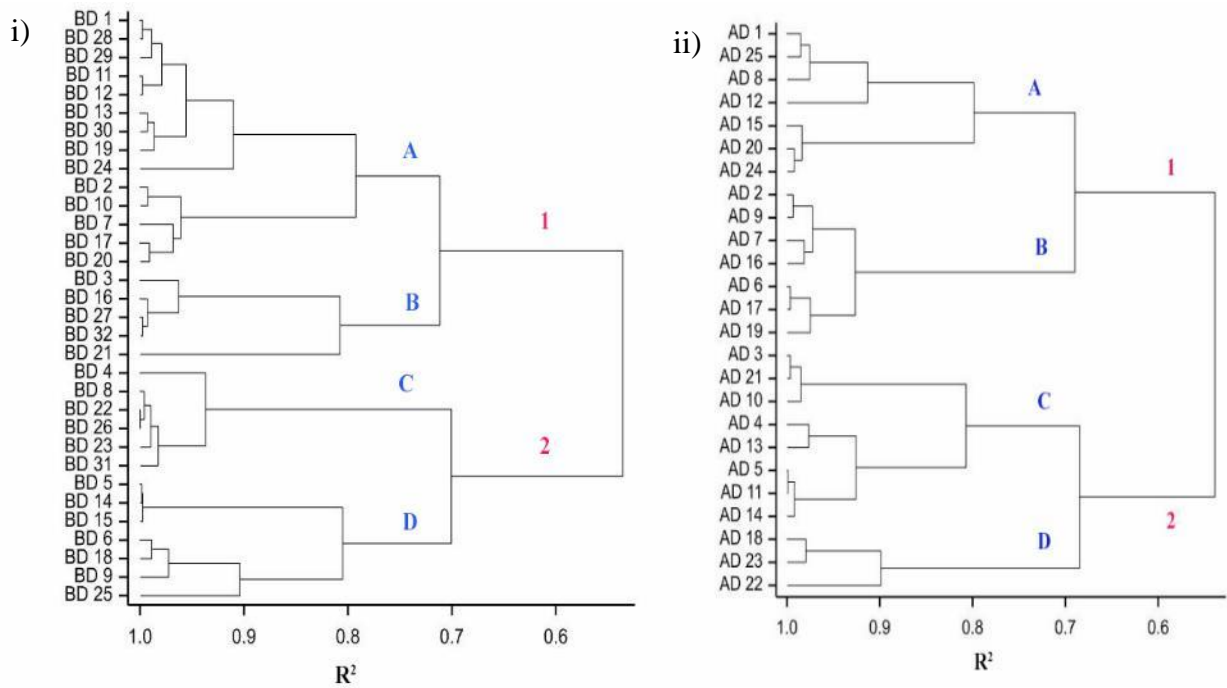 i)
BD 1
BD 28
BD 29
BD 11
BD 12
BD 13
BD 30
BD 19
BD 24
BD 2
BD 10
BD 7
BD 17
BD 20
BD 3
BD 16
BD 27
BD 32
BD 21
BD 4
BD 8
BD 22
BD 26
BD 23
BD 31
BD 5
BD 14
BD 15
BD 6
BD 18
BD 9
BD 25
A
1
B
C
2
D
1.0 0.9 0.8 0.7 0.6
R²
ii)
AD 1
AD 25
AD 8
AD 12
AD 15
AD 20
AD 24
AD 2
AD 9
AD 7
AD 16
AD 6
AD 17
AD 19
AD 3
AD 21
AD 10
AD 4
AD 13
AD 5
AD 11
AD 14
AD 18
AD 23
AD 22
A
1
B
C
2
D
1.0 0.9 0.8 0.7 0.6
R²